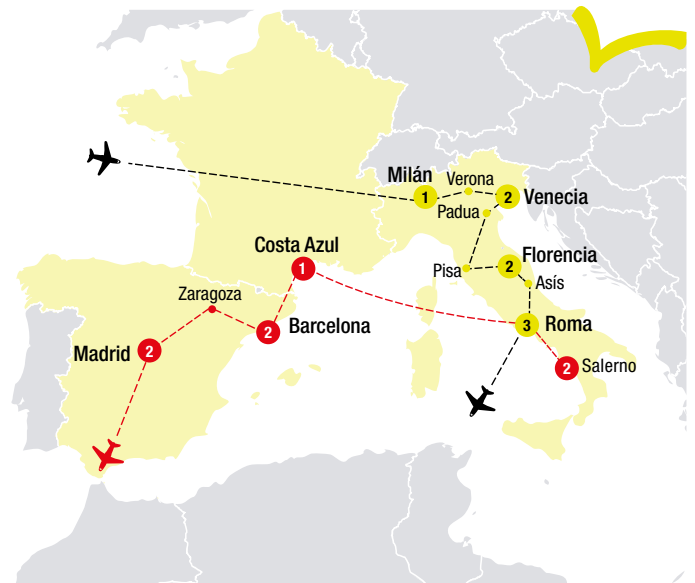 Milán
1
Verona
2
Venecia
Padua
Costa Azul
1
Pisa
2
Florencia
Asís
Zaragoza
Madrid
2
2
Barcelona
3
Roma
2
Salerno